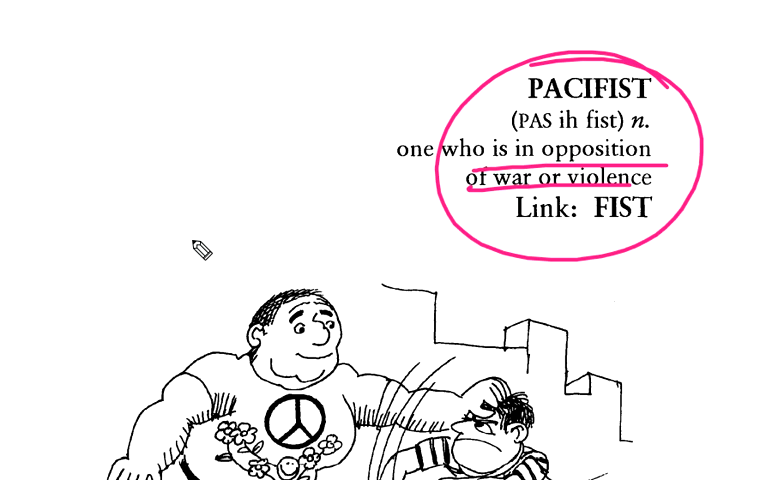 PACIFIST
(PAS ih fist) n.
one who is in opposition
of war or violence
Link: FIST